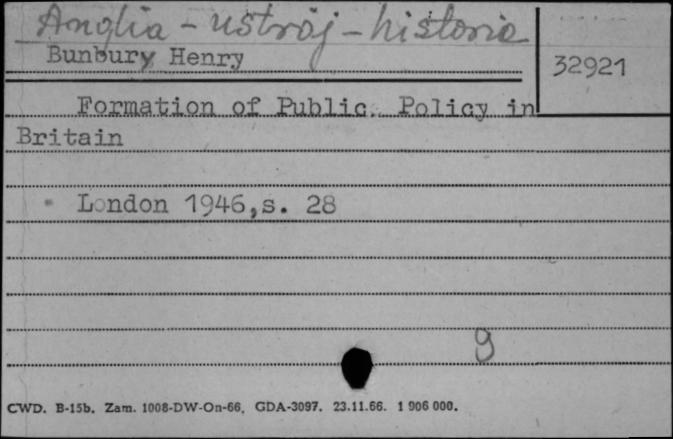 Anglia - ustrój - historia
Bunbury Henry
32921
Formation of Public Policy in
Britain
London 1946,s. 28
g
CWD. B-15b. Zam. 1008-DW-On-66, GDA-3097. 23.11.66. 1 906 000.